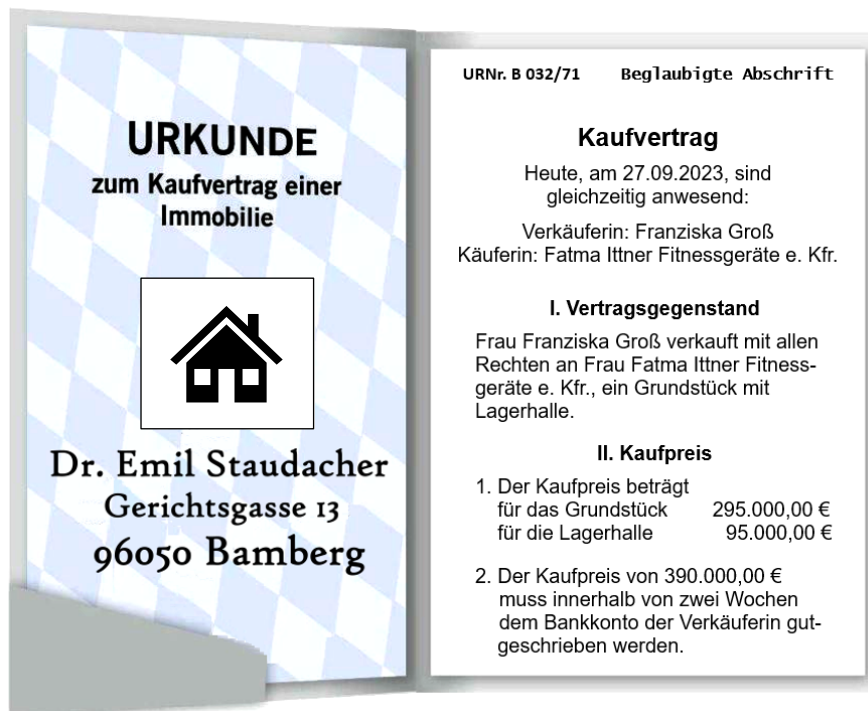 URKUNDE
zum Kaufvertrag einer
Immobilie
Dr. Emil Staudacher
Gerichtsgasse 13
96050 Bamberg
URNr. B 032/71 Beglaubigte Abschrift
Kaufvertrag
Heute, am 27.09.2023, sind
gleichzeitig anwesend:
Verkäuferin: Franziska Groß
Käuferin: Fatma Ittner Fitnessgeräte e. Kfr.
I. Vertragsgegenstand
Frau Franziska Groß verkauft mit allen
Rechten an Frau Fatma Ittner Fitness-
geräte e. Kfr., ein Grundstück mit
Lagerhalle.
II. Kaufpreis
1. Der Kaufpreis beträgt
für das Grundstück 295.000,00 €
für die Lagerhalle 95.000,00 €
2. Der Kaufpreis von 390.000,00 €
muss innerhalb von zwei Wochen
dem Bankkonto der Verkäuferin gut-
geschrieben werden.